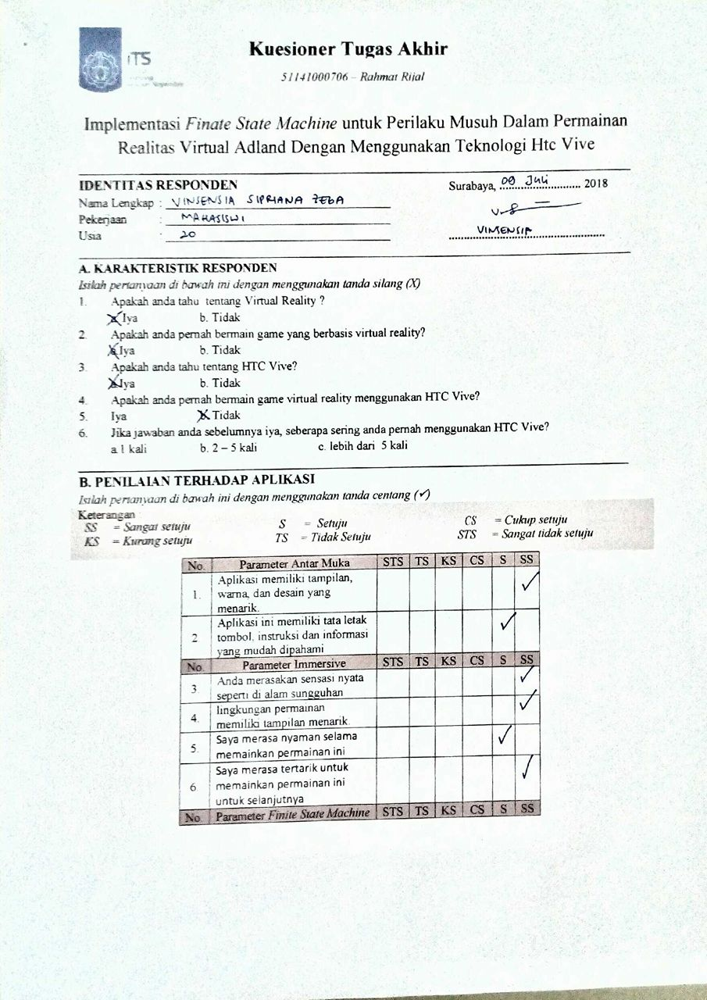 ITS
Kuesioner Tugas Akhir
51141000706 – Rahmat Rijal
Implementasi Finate State Machine untuk Perilaku Musuh Dalam Permainan
Realitas Virtual Adland Dengan Menggunakan Teknologi Htc Vive
IDENTITAS RESPONDEN
Surabaya, 09 Juli 2018
Nama Lengkap : VINSENSIA SIPRIANA ZEBA
Pekerjaan : MAHASISWI
Usia : 20
VINSENSIA
A. KARAKTERISTIK RESPONDEN
Isilah pertanyaan di bawah ini dengan menggunakan tanda silang (X)
1. Apakah anda tahu tentang Virtual Reality ?
a. Iya b. Tidak
2. Apakah anda pernah bermain game yang berbasis virtual reality?
a. Iya b. Tidak
3. Apakah anda tahu tentang HTC Vive?
a. Iya b. Tidak
4. Apakah anda pernah bermain game virtual reality menggunakan HTC Vive?
5. Iya X Tidak
6. Jika jawaban anda sebelumnya iya, seberapa sering anda pernah menggunakan HTC Vive?
a. 1 kali b. 2 – 5 kali c. lebih dari 5 kali
B. PENILAIAN TERHADAP APLIKASI
Isilah pertanyaan di bawah ini dengan menggunakan tanda centang (✓)
Keterangan
SS = Sangat setuju S = Setuju CS = Cukup setuju
KS = Kurang setuju TS = Tidak Setuju STS = Sangat tidak setuju
No. Parameter Antar Muka STS TS KS CS S SS
1. Aplikasi memiliki tampilan, ✓
warna, dan desain yang
menarik.
2 Aplikasi ini memiliki tata letak ✓
tombol, instruksi dan informasi
yang mudah dipahami
No. Parameter Immersive STS TS KS CS S SS
3. Anda merasakan sensasi nyata ✓
seperti di alam sungguhan
4. lingkungan permainan ✓
memiliki tampilan menarik.
5. Saya merasa nyaman selama ✓
memainkan permainan ini
6 Saya merasa tertarik untuk ✓
memainkan permainan ini
untuk selanjutnya
No. Parameter Finite State Machine STS TS KS CS S SS